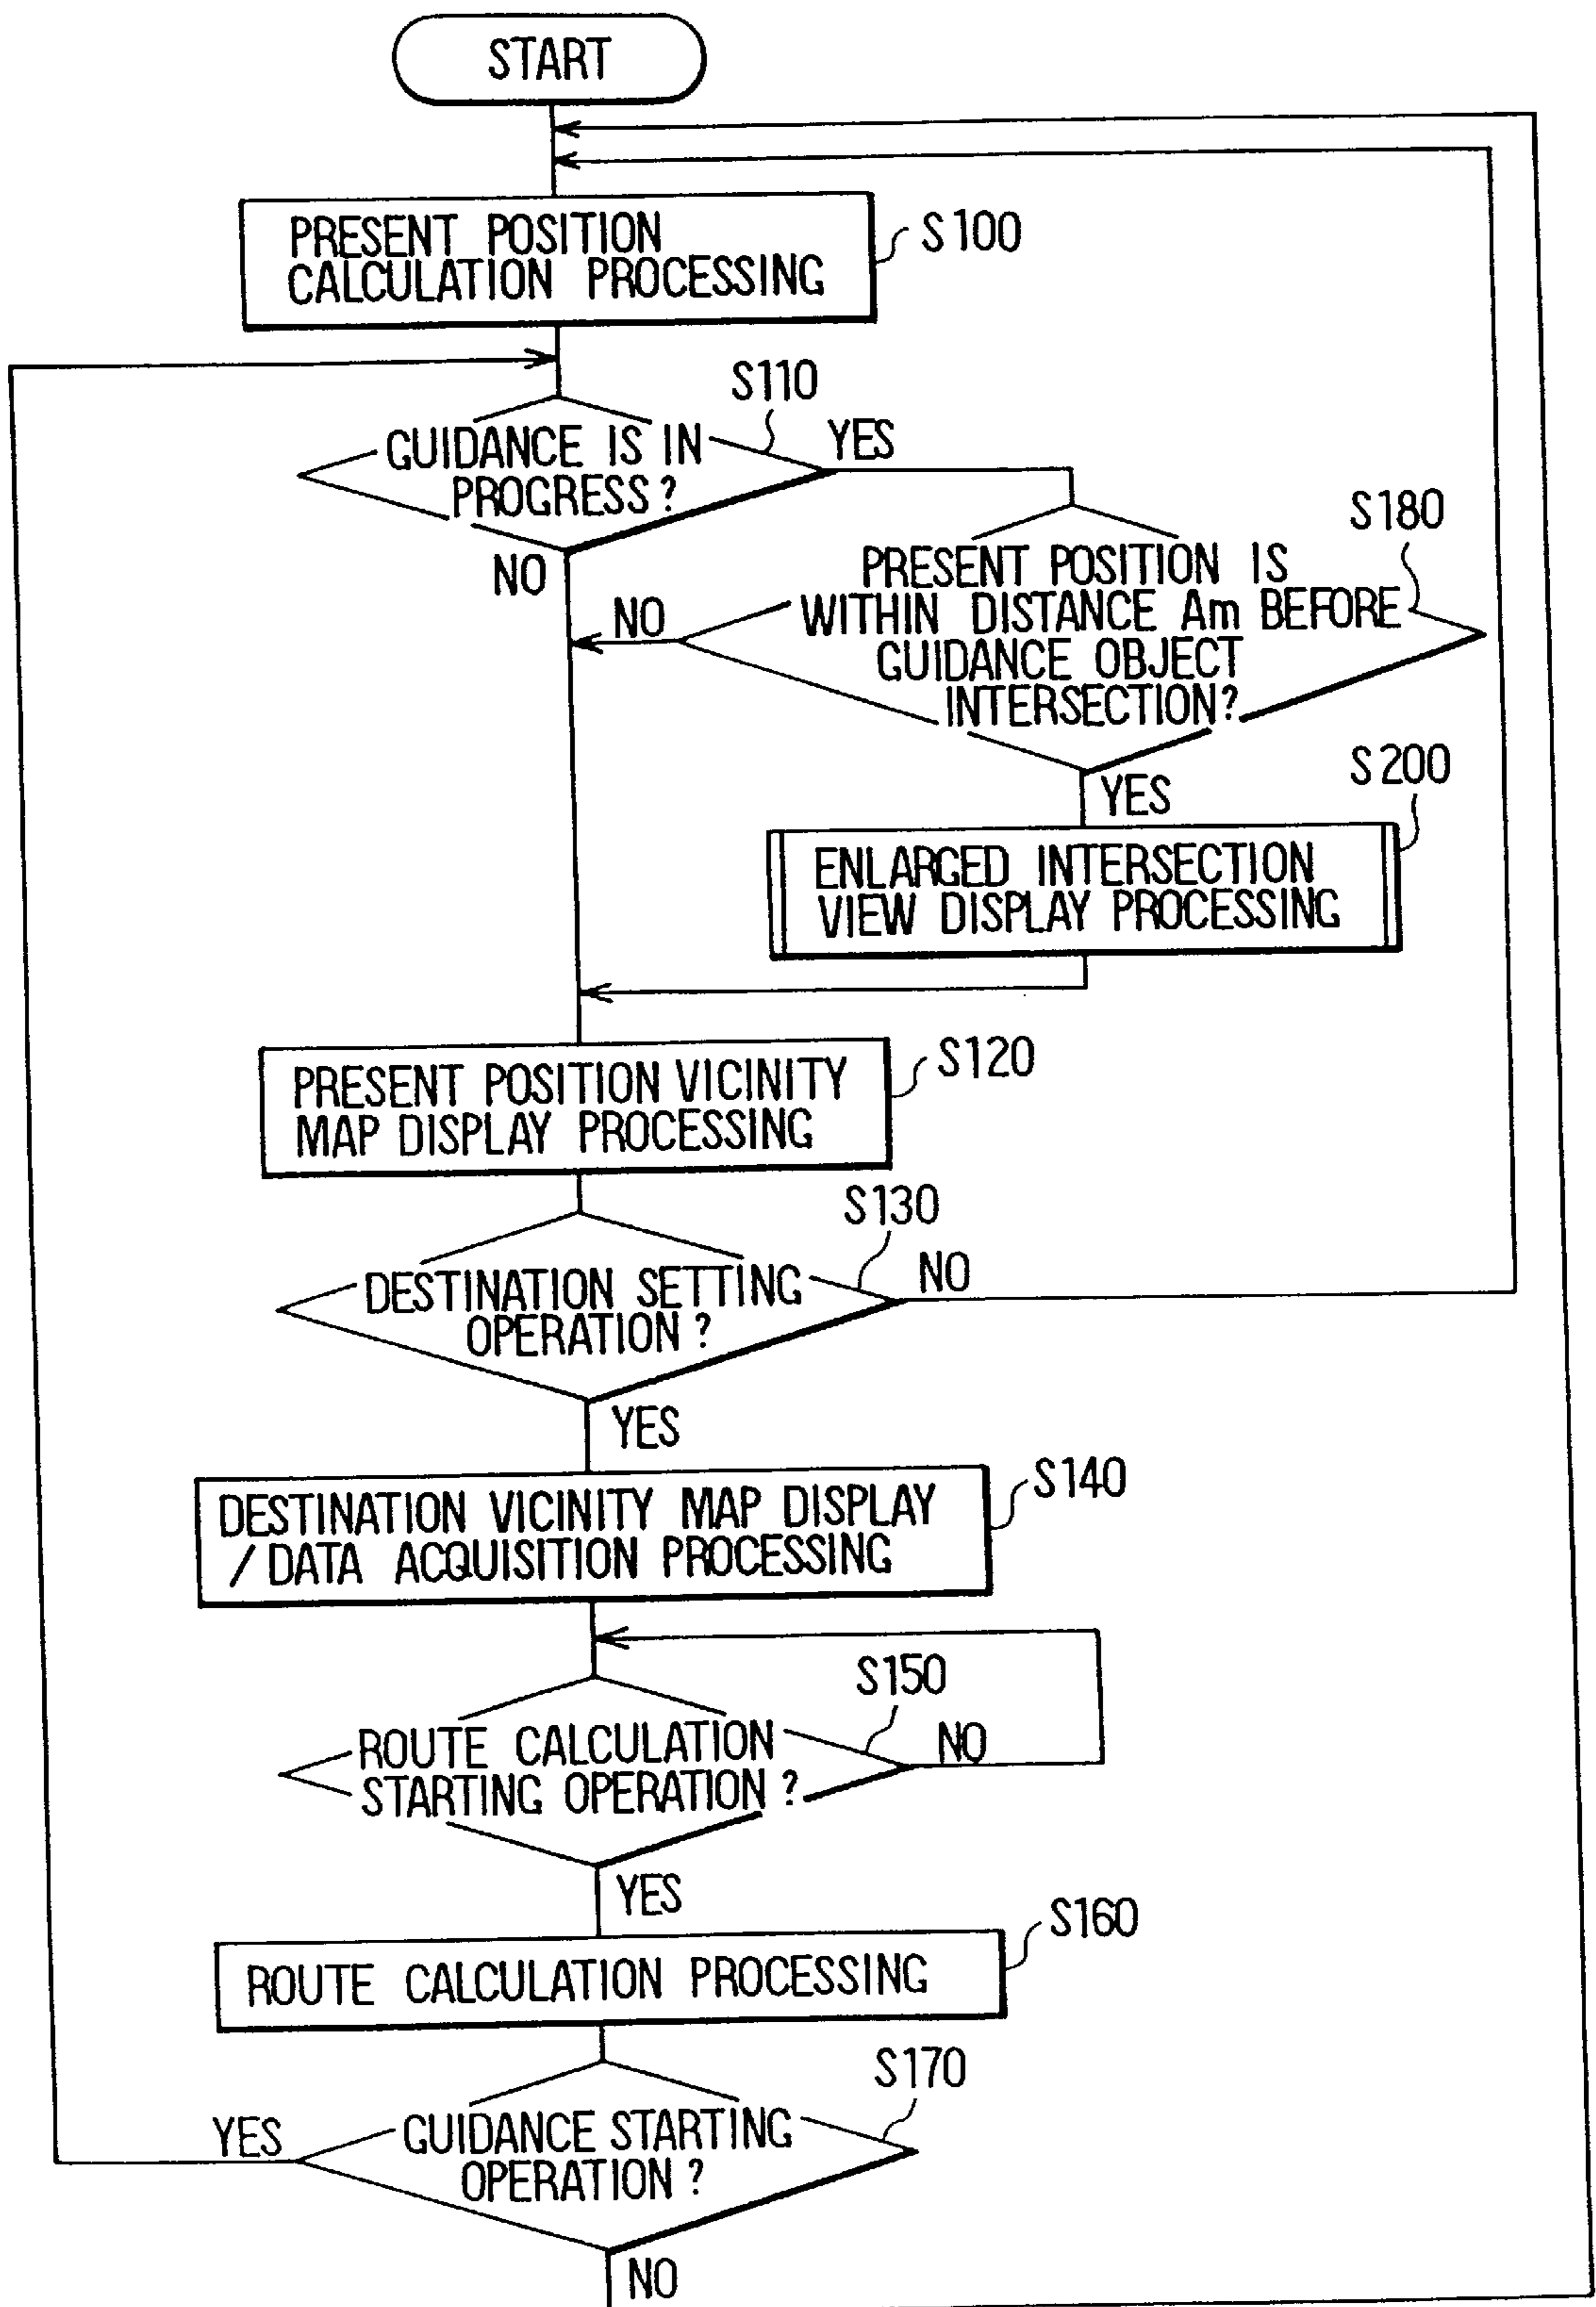 START
PRESENT POSITION
CALCULATION PROCESSING
S100
S110
GUIDANCE IS IN
PROGRESS?
YES
NO
S180
PRESENT POSITION IS
WITHIN DISTANCE Am BEFORE
GUIDANCE OBJECT
INTERSECTION?
NO
YES
S200
ENLARGED INTERSECTION
VIEW DISPLAY PROCESSING
PRESENT POSITION VICINITY
MAP DISPLAY PROCESSING
S120
S130
DESTINATION SETTING
OPERATION?
NO
YES
DESTINATION VICINITY MAP DISPLAY
/DATA ACQUISITION PROCESSING
S140
S150
ROUTE CALCULATION
STARTING OPERATION?
NO
YES
S160
ROUTE CALCULATION PROCESSING
S170
YES
GUIDANCE STARTING
OPERATION?
NO